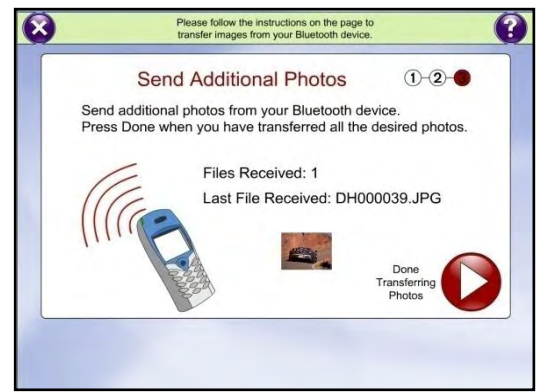 Please follow the instructions on the page to
transfer images from your Bluetooth device.
?
Send Additional Photos
1 2 3
Send additional photos from your Bluetooth device.
Press Done when you have transferred all the desired photos.
Files Received: 1
Last File Received: DH000039.JPG
Done
Transferring
Photos